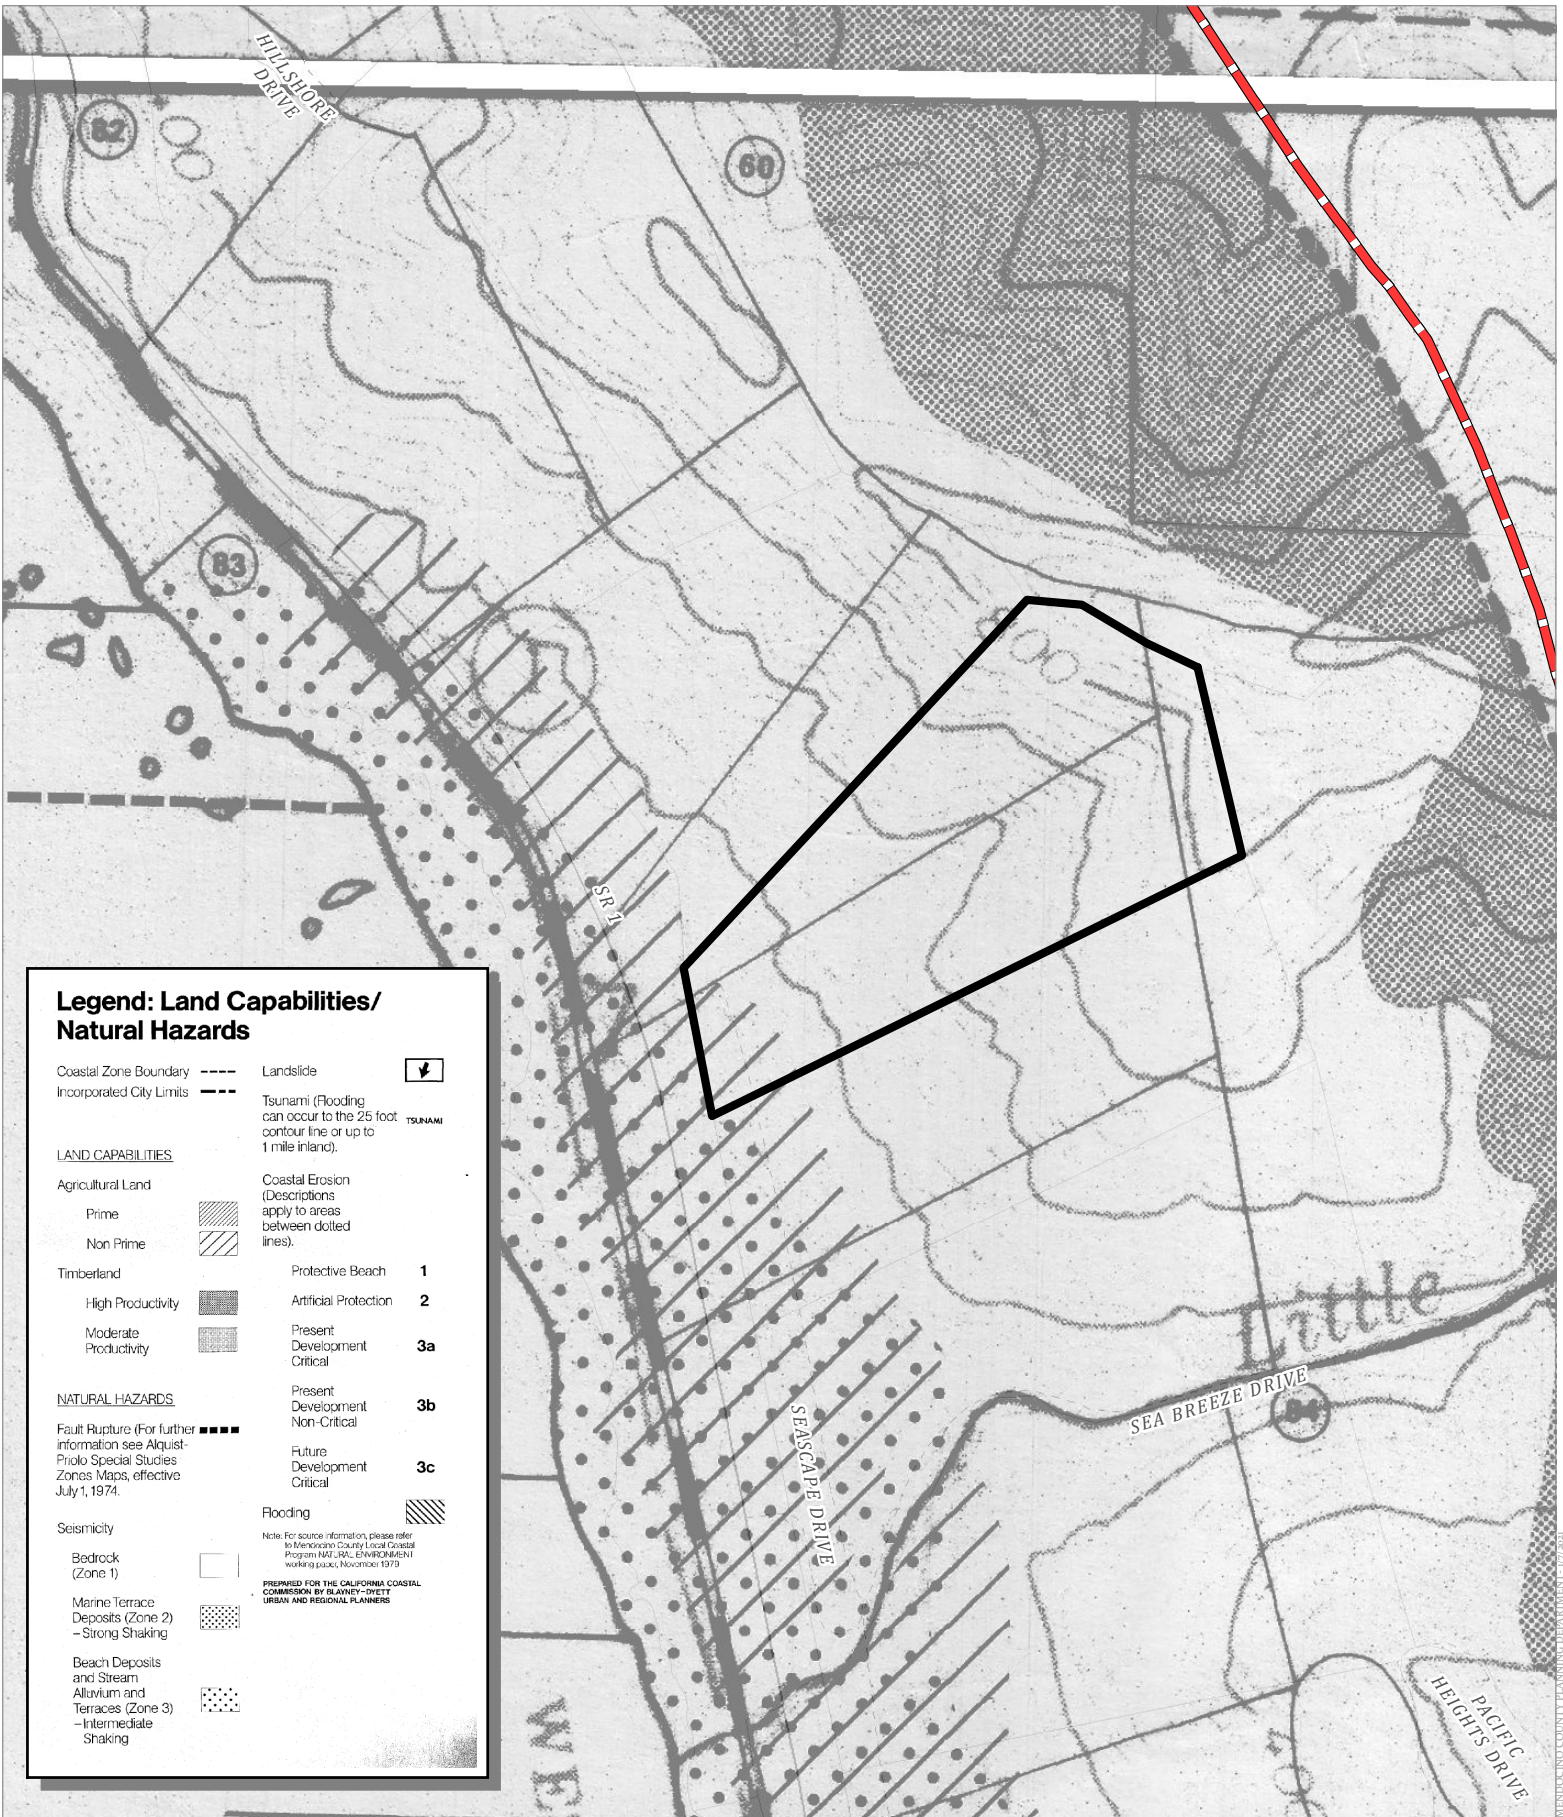 HILLSHORE
DRIVE
82
60
83
SR 1
Little
SEA BREEZE DRIVE
84
SEASCAPE DRIVE
PACIFIC
HEIGHTS DRIVE
Legend: Land Capabilities/
Natural Hazards
Coastal Zone Boundary
Incorporated City Limits
LAND CAPABILITIES
Agricultural Land
Prime
Non Prime
Timberland
High Productivity
Moderate
Productivity
NATURAL HAZARDS
Fault Rupture (For further
information see Alquist-
Priolo Special Studies
Zones Maps, effective
July 1, 1974.
Seismicity
Bedrock
(Zone 1)
Marine Terrace
Deposits (Zone 2)
–Strong Shaking
Beach Deposits
and Stream
Alluvium and
Terraces (Zone 3)
–Intermediate
Shaking
Landslide
Tsunami (Flooding
can occur to the 25 foot
contour line or up to
1 mile inland).
TSUNAMI
Coastal Erosion
(Descriptions
apply to areas
between dotted
lines).
Protective Beach 1
Artificial Protection 2
Present
Development 3a
Critical
Present
Development 3b
Non-Critical
Future
Development 3c
Critical
Flooding
Note: For source information, please refer
to Mendocino County Local Coastal
Program NATURAL ENVIRONMENT
working paper, November 1979
PREPARED FOR THE CALIFORNIA COASTAL
COMMISSION BY BLAYNEY-DYETT
URBAN AND REGIONAL PLANNERS
WE
MENDOCINO COUNTY PLANNING DEPARTMENT